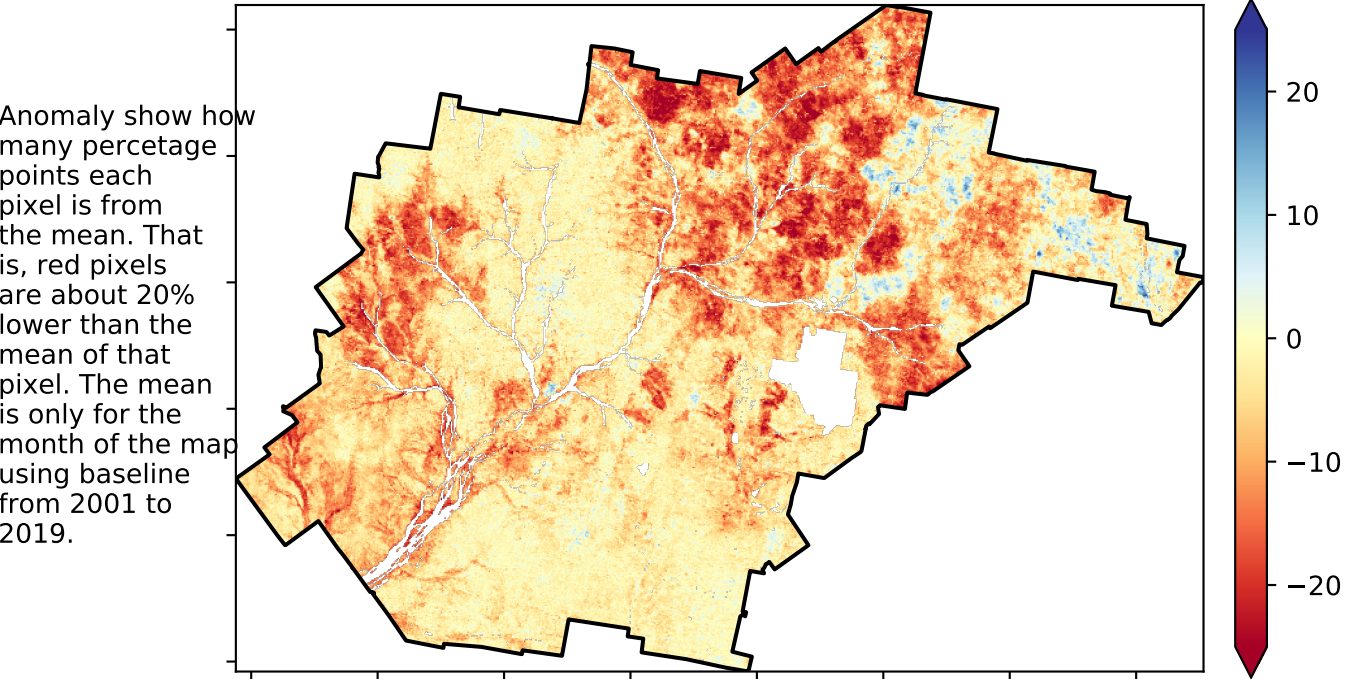 Anomaly show how
many percetage
points each
pixel is from
the mean. That
is, red pixels
are about 20%
lower than the
mean of that
pixel. The mean
is only for the
month of the map
using baseline
from 2001 to
2019.
20
10
0
−10
−20